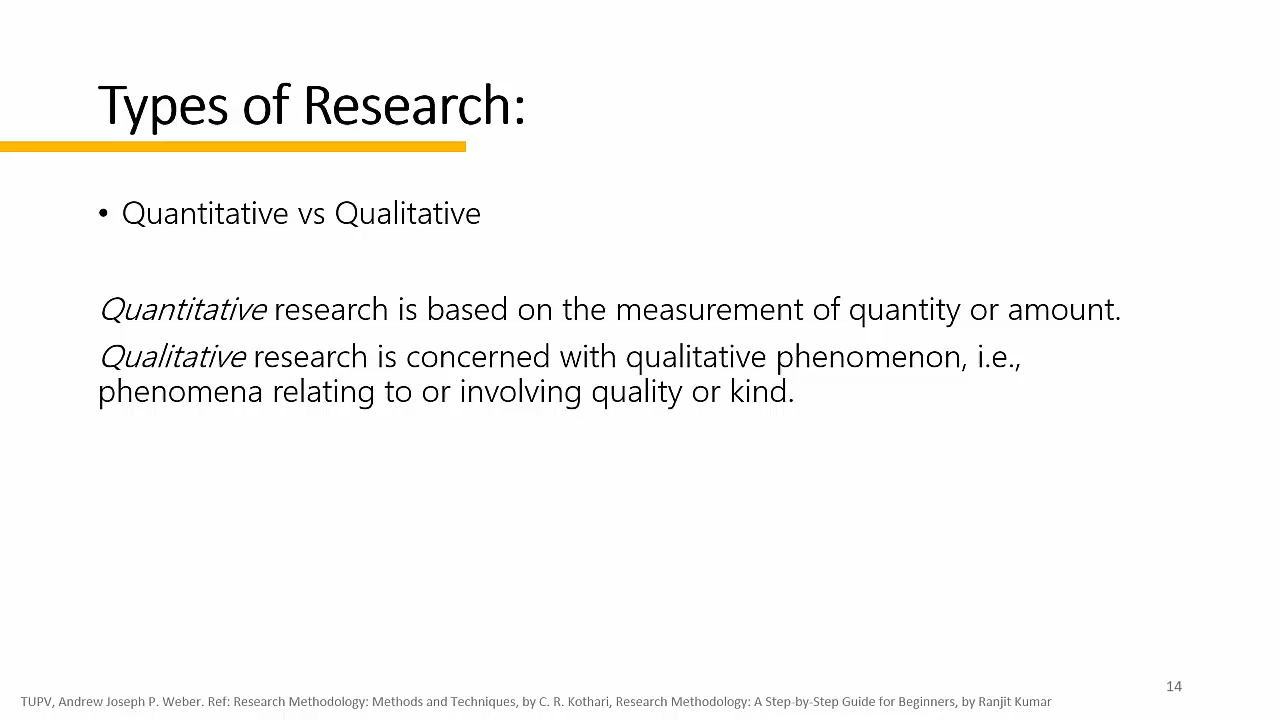 Types of Research:
• Quantitative vs Qualitative
Quantitative research is based on the measurement of quantity or amount.
Qualitative research is concerned with qualitative phenomenon, i.e.,
phenomena relating to or involving quality or kind.
14
TUPV, Andrew Joseph P. Weber. Ref: Research Methodology: Methods and Techniques, by C. R. Kothari, Research Methodology: A Step-by-Step Guide for Beginners, by Ranjit Kumar